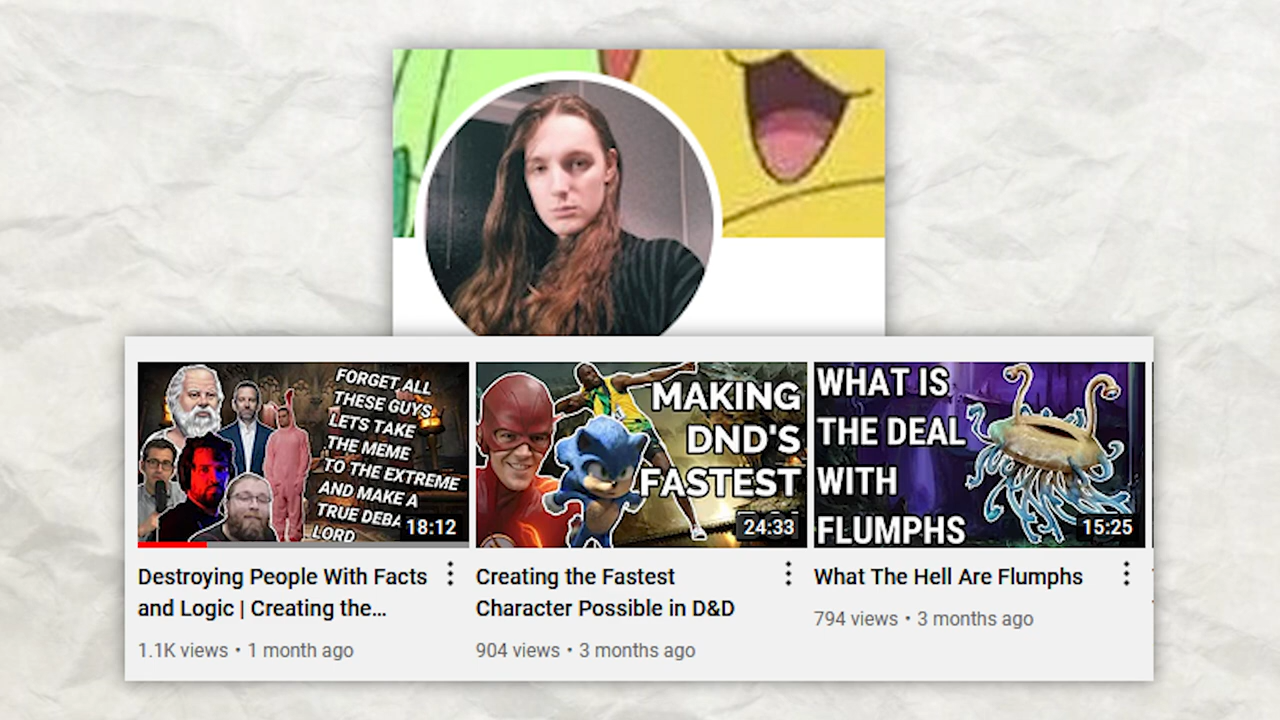 FORGET ALL
THESE GUYS
LETS TAKE
THE MEME
TO THE EXTREME
AND MAKE A
TRUE DEBA
LORD
18:12
MAKING
DND'S
FASTEST
24:33
WHAT IS
THE DEAL
WITH
FLUMPHS
15:25
Destroying People With Facts
and Logic | Creating the…
1.1K views • 1 month ago
Creating the Fastest
Character Possible in D&D
904 views • 3 months ago
What The Hell Are Flumphs
794 views • 3 months ago